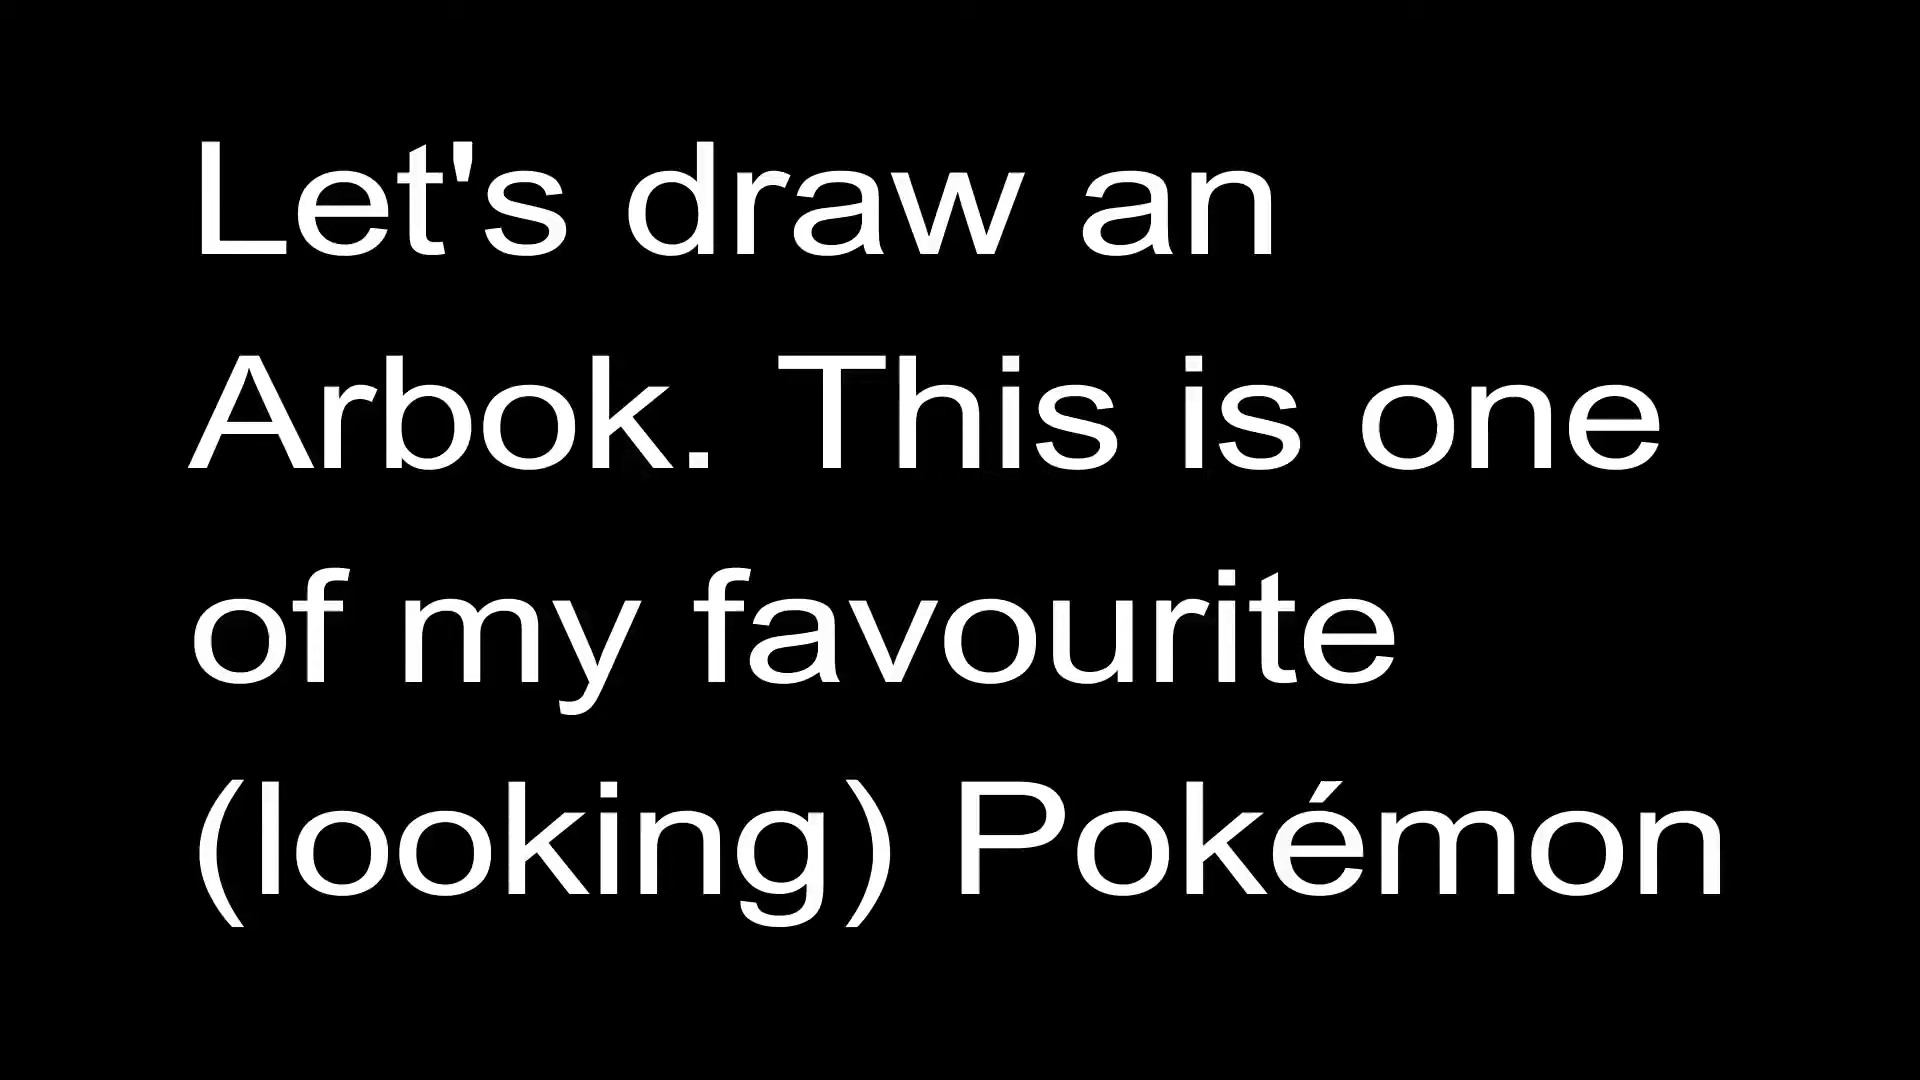 Let's draw an
Arbok. This is one
of my favourite
(looking) Pokémon